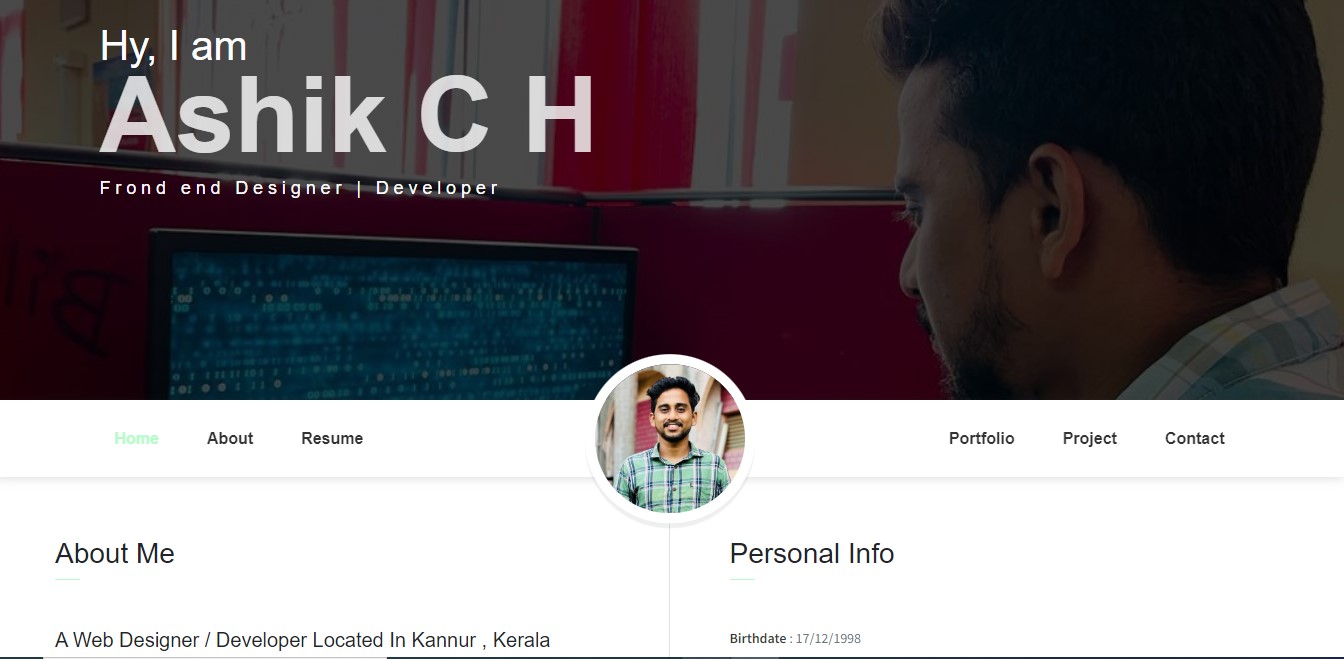 Hy, I am
Ashik C H
Frond end Designer | Developer
Home About Resume Portfolio Project Contact
About Me
A Web Designer / Developer Located In Kannur , Kerala
Personal Info
Birthdate : 17/12/1998